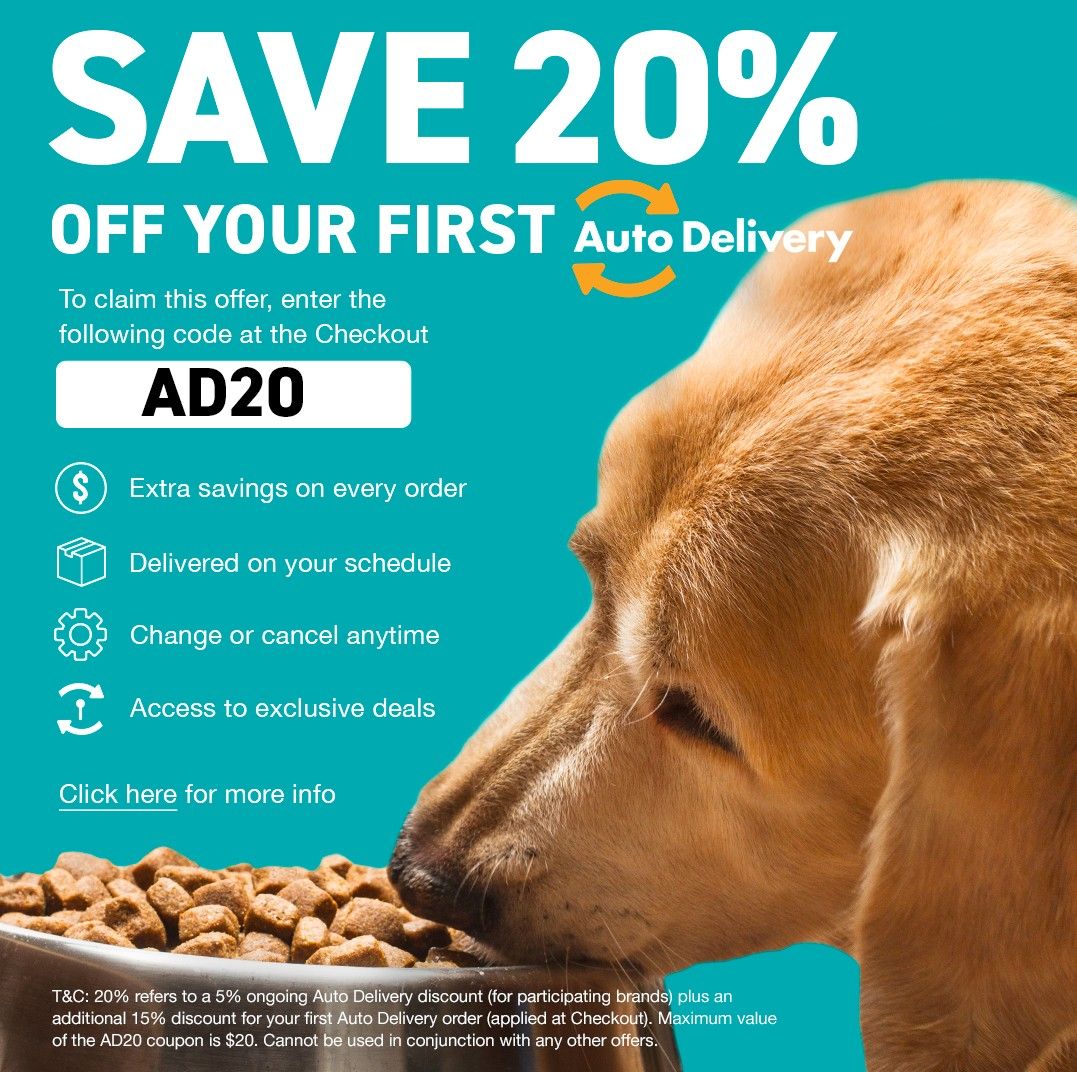 SAVE 20%
OFF YOUR FIRST Auto Delivery
To claim this offer, enter the
following code at the Checkout
AD20
$ Extra savings on every order
Delivered on your schedule
Change or cancel anytime
Access to exclusive deals
Click here for more info
T&C: 20% refers to a 5% ongoing Auto Delivery discount (for participating brands) plus an
additional 15% discount for your first Auto Delivery order (applied at Checkout). Maximum value
of the AD20 coupon is $20. Cannot be used in conjunction with any other offers.